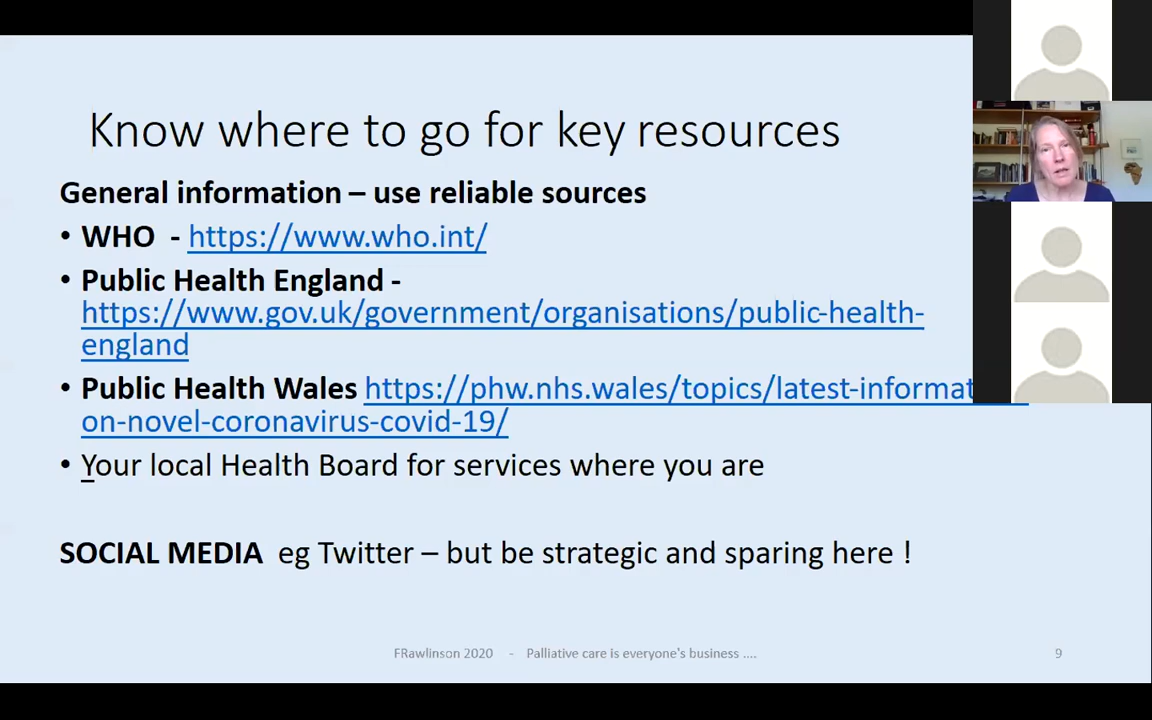 Know where to go for key resources
General information – use reliable sources
• WHO - https://www.who.int/
• Public Health England -
https://www.gov.uk/government/organisations/public-health-
england
• Public Health Wales https://phw.nhs.wales/topics/latest-informat
on-novel-coronavirus-covid-19/
• Your local Health Board for services where you are
SOCIAL MEDIA eg Twitter – but be strategic and sparing here !
FRawlinson 2020 - Palliative care is everyone's business ....
9